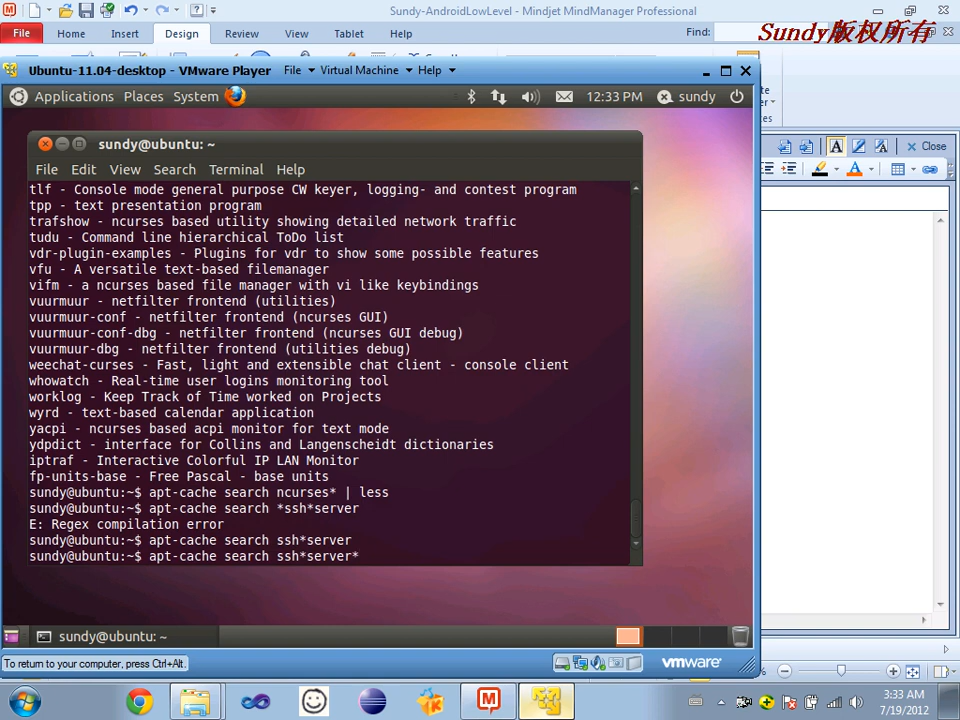 Sundy-AndroidLowLevel - Mindjet MindManager Professional
File Home Insert Design Review View Tablet Help Find:
Sundy版权所有
Ubuntu-11.04-desktop - VMware Player File Virtual Machine Help
Applications Places System 12:33 PM sundy
sundy@ubuntu: ~
Close
File Edit View Search Terminal Help
tlf - Console mode general purpose CW keyer, logging- and contest program
tpp - text presentation program
trafshow - ncurses based utility showing detailed network traffic
tudu - Command line hierarchical ToDo list
vdr-plugin-examples - Plugins for vdr to show some possible features
vfu - A versatile text-based filemanager
vifm - a ncurses based file manager with vi like keybindings
vuurmuur - netfilter frontend (utilities)
vuurmuur-conf - netfilter frontend (ncurses GUI)
vuurmuur-conf-dbg - netfilter frontend (ncurses GUI debug)
vuurmuur-dbg - netfilter frontend (utilities debug)
weechat-curses - Fast, light and extensible chat client - console client
whowatch - Real-time user logins monitoring tool
worklog - Keep Track of Time worked on Projects
wyrd - text-based calendar application
yacpi - ncurses based acpi monitor for text mode
ydpdict - interface for Collins and Langenscheidt dictionaries
iptraf - Interactive Colorful IP LAN Monitor
fp-units-base - Free Pascal - base units
sundy@ubuntu:~$ apt-cache search ncurses* | less
sundy@ubuntu:~$ apt-cache search *ssh*server
E: Regex compilation error
sundy@ubuntu:~$ apt-cache search ssh*server
sundy@ubuntu:~$ apt-cache search ssh*server*
sundy@ubuntu: ~
To return to your computer, press Ctrl+Alt.
vmware
3:33 AM
7/19/2012